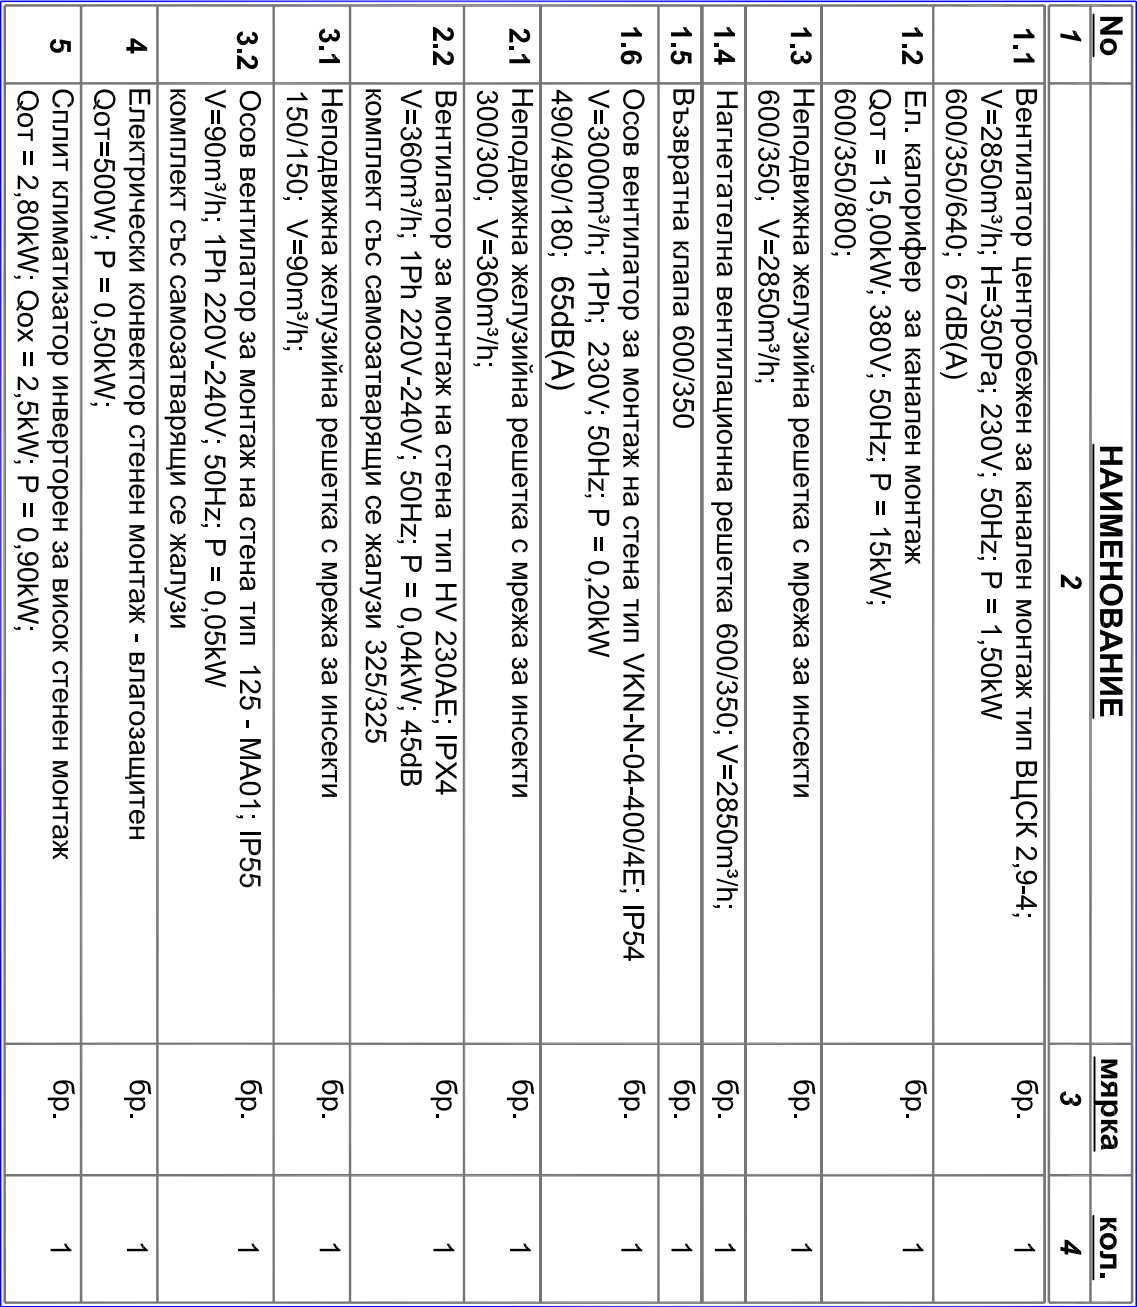 No НАИМЕНОВАНИЕ мярка кол.
1 2 3 4
1.1 Вентилатор центробежен за канален монтаж тип ВЦСК 2,9-4; бр. 1
V=2850m³/h; H=350Pa; 230V; 50Hz; P = 1,50kW
600/350/640; 67dB(A)
1.2 Ел. калорифер за канален монтаж бр. 1
Qот = 15,00kW; 380V; 50Hz; P = 15kW;
600/350/800;
1.3 Неподвижна желузийна решетка с мрежа за инсекти бр. 1
600/350; V=2850m³/h;
1.4 Нагнетателна вентилационна решетка 600/350; V=2850m³/h; бр. 1
1.5 Възвратна клапа 600/350 бр. 1
1.6 Осов вентилатор за монтаж на стена тип VKN-N-04-400/4E; IP54 бр. 1
V=3000m³/h; 1Ph; 230V; 50Hz; P = 0,20kW
490/490/180; 65dB(A)
2.1 Неподвижна желузийна решетка с мрежа за инсекти бр. 1
300/300; V=360m³/h;
2.2 Вентилатор за монтаж на стена тип HV 230AE; IPX4 бр. 1
V=360m³/h; 1Ph 220V-240V; 50Hz; P = 0,04kW; 45dB
комплект със самозатварящи се жалузи 325/325
3.1 Неподвижна желузийна решетка с мрежа за инсекти бр. 1
150/150; V=90m³/h;
3.2 Осов вентилатор за монтаж на стена тип 125 - MA01; IP55 бр. 1
V=90m³/h; 1Ph 220V-240V; 50Hz; P = 0,05kW
комплект със самозатварящи се жалузи
4 Електрически конвектор стенен монтаж - влагозащитен бр. 1
Qот=500W; P = 0,50kW;
5 Сплит климатизатор инверторен за висок стенен монтаж бр. 1
Qот = 2,80kW; Qох = 2,5kW; P = 0,90kW;